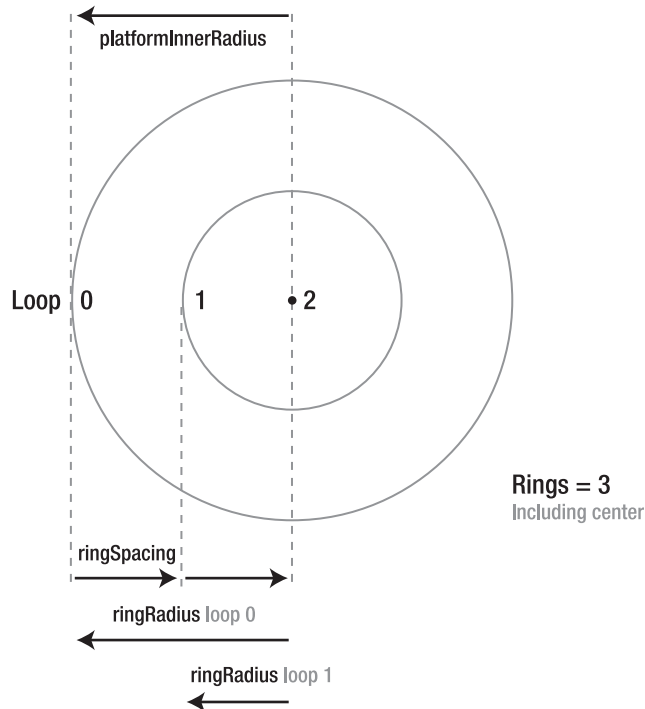 platformInnerRadius
Loop 0 1 2
Rings = 3
Including center
ringSpacing
ringRadius loop 0
ringRadius loop 1